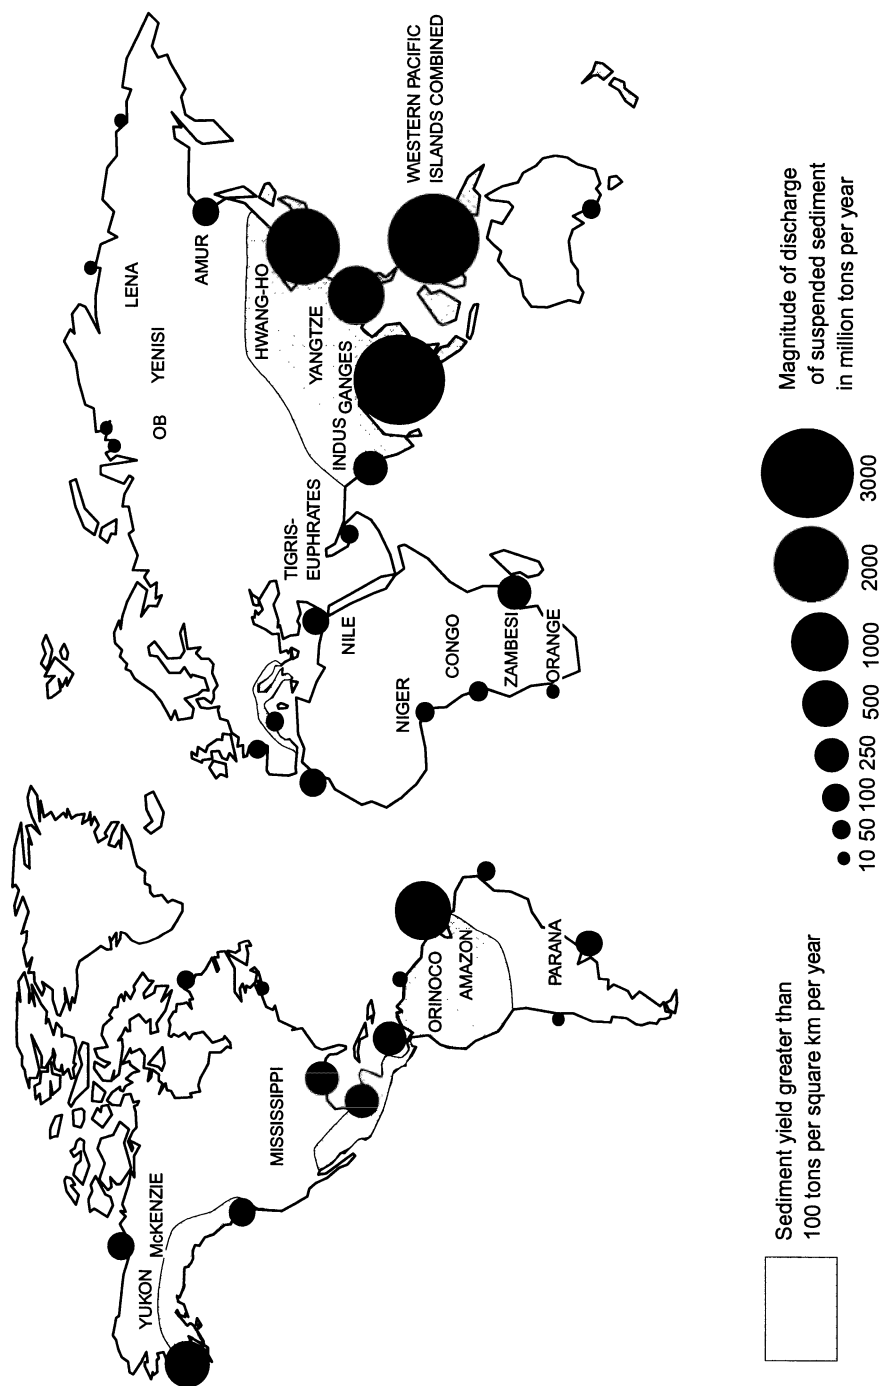 YUKON
McKENZIE
MISSISSIPPI
ORINOCO
AMAZON
PARANA
NIGER
CONGO
ZAMBESI
ORANGE
NILE
TIGRIS-
EUPHRATES
OB
YENISI
LENA
AMUR
HWANG-HO
YANGTZE
GANGES
INDUS
WESTERN PACIFIC
ISLANDS COMBINED
Sediment yield greater than
100 tons per square km per year
10 50 100 250 500 1000 2000 3000
Magnitude of discharge
of suspended sediment
in million tons per year